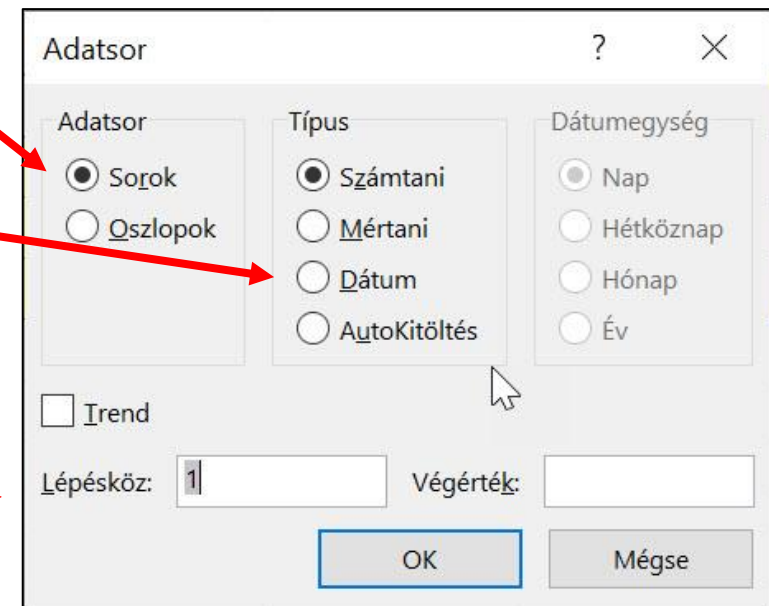 Adatsor ?
Adatsor
Sorok
Oszlopok
Típus
Számtani
Mértani
Dátum
AutoKitöltés
Dátumegység
Nap
Hétköznap
Hónap
Év
Trend
Lépésköz: 1 Végérték:
OK Mégse